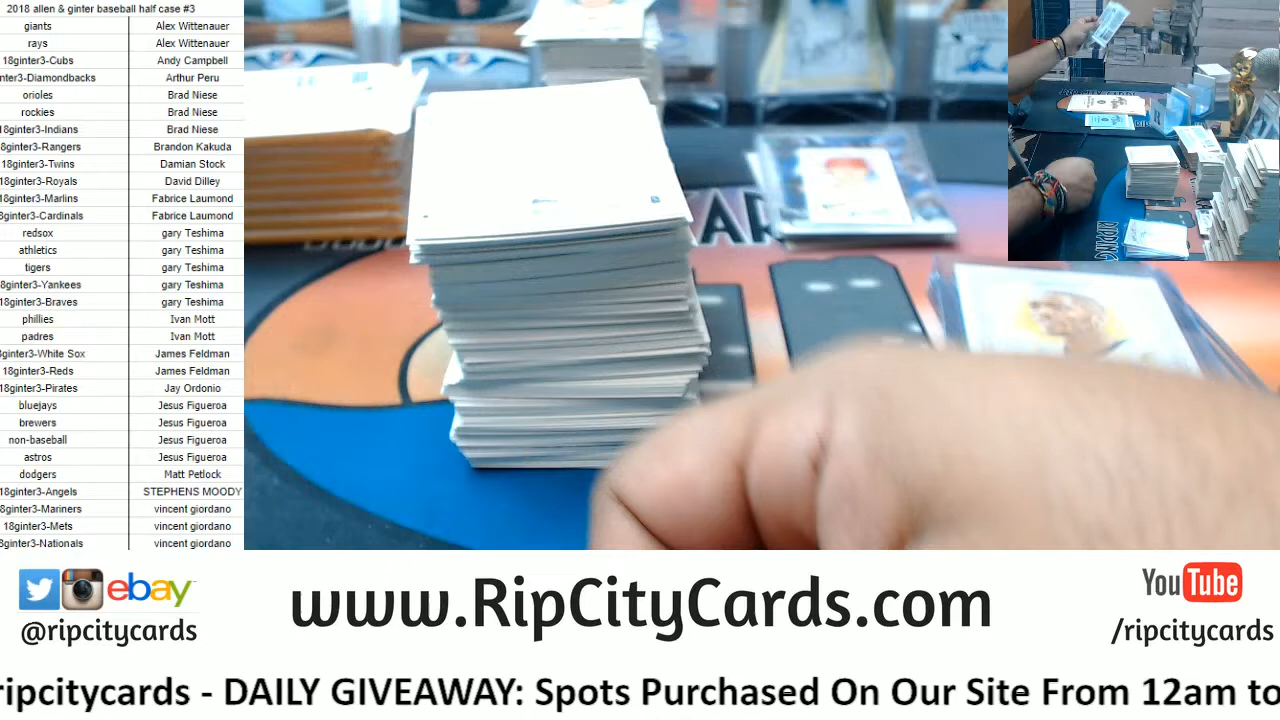 2018 allen & ginter baseball half case #3
giants Alex Wittenauer
rays Alex Wittenauer
18ginter3-Cubs Andy Campbell
nter3-Diamondbacks Arthur Peru
orioles Brad Niese
rockies Brad Niese
18ginter3-Indians Brad Niese
8ginter3-Rangers Brandon Kakuda
8ginter3-Twins Damian Stock
18ginter3-Royals David Dilley
8ginter3-Marlins Fabrice Laumond
ginter3-Cardinals Fabrice Laumond
redsox gary Teshima
athletics gary Teshima
tigers gary Teshima
8ginter3-Yankees gary Teshima
8ginter3-Braves gary Teshima
phillies Ivan Mott
padres Ivan Mott
ginter3-White Sox James Feldman
18ginter3-Reds James Feldman
8ginter3-Pirates Jay Ordonio
bluejays Jesus Figueroa
brewers Jesus Figueroa
non-baseball Jesus Figueroa
astros Jesus Figueroa
dodgers Matt Petlock
18ginter3-Angels STEPHENS MOODY
8ginter3-Mariners vincent giordano
18ginter3-Mets vincent giordano
ginter3-Nationals vincent giordano
AR
RIPPING
ebay
@ripcitycards
www.RipCityCards.com
YouTube
/ripcitycards
ripcitycards - DAILY GIVEAWAY: Spots Purchased On Our Site From 12am to